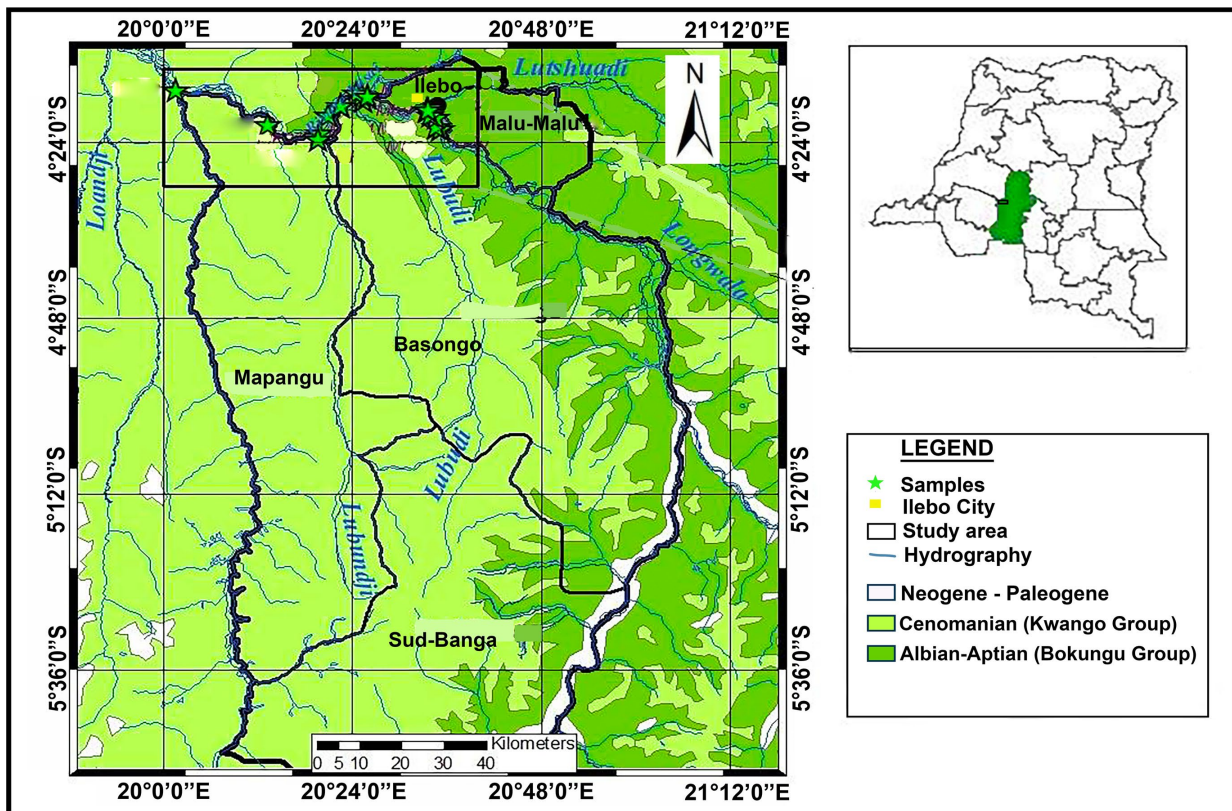 20°0'0"E 20°24'0"E 20°48'0"E 21°12'0"E
4°24'0"S
4°48'0"S
5°12'0"S
5°36'0"S
Lutshuadi
Ilebo
N
Malu-Malu
Loandji
Lubudi
Longwala
Basongo
Mapangu
Lubudi
Lubundji
Sud-Banga
Kilometers
0 5 10 20 30 40
4°24'0"S
4°48'0"S
5°12'0"S
5°36'0"S
20°0'0"E 20°24'0"E 20°48'0"E 21°12'0"E
LEGEND
Samples
Ilebo City
Study area
Hydrography
Neogene - Paleogene
Cenomanian (Kwango Group)
Albian-Aptian (Bokungu Group)